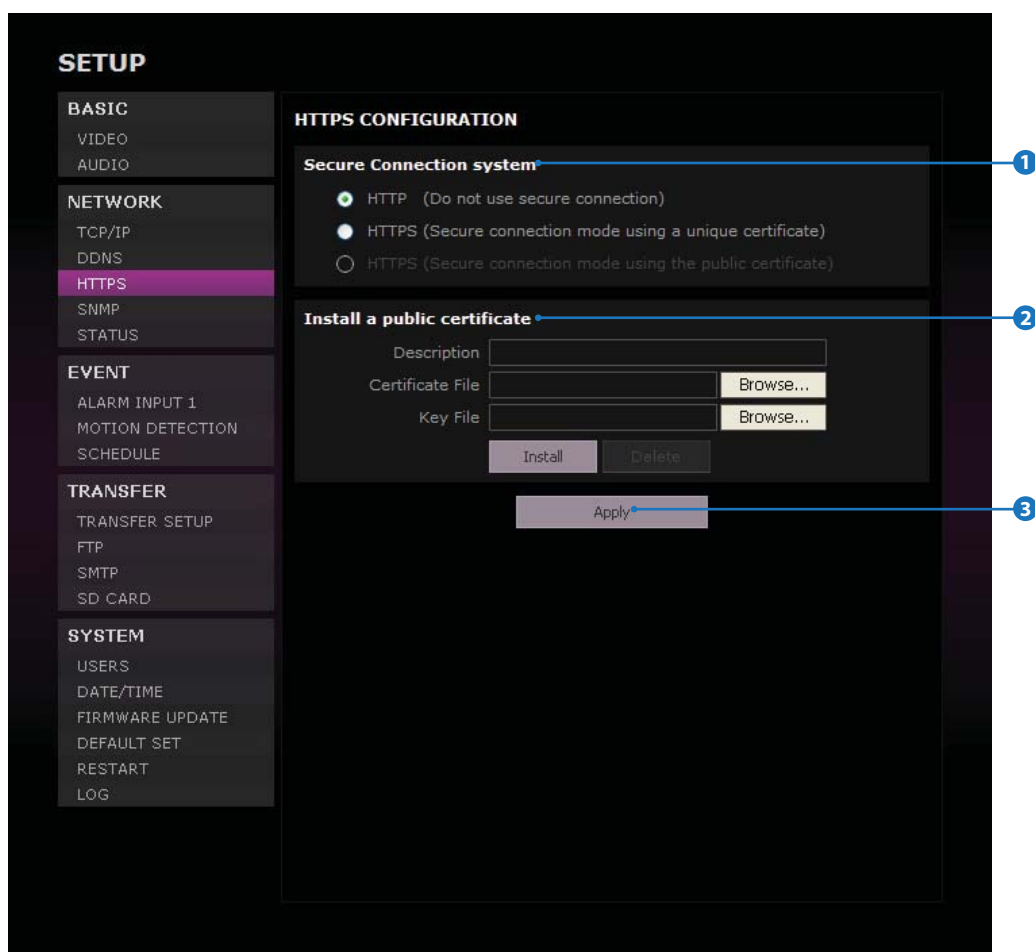 SETUP
BASIC
VIDEO
AUDIO
NETWORK
TCP/IP
DDNS
HTTPS
SNMP
STATUS
EVENT
ALARM INPUT 1
MOTION DETECTION
SCHEDULE
TRANSFER
TRANSFER SETUP
FTP
SMTP
SD CARD
SYSTEM
USERS
DATE/TIME
FIRMWARE UPDATE
DEFAULT SET
RESTART
LOG
HTTPS CONFIGURATION
Secure Connection system
1
HTTP (Do not use secure connection)
HTTPS (Secure connection mode using a unique certificate)
HTTPS (Secure connection mode using the public certificate)
Install a public certificate
2
Description
Certificate File Browse...
Key File Browse...
Install Delete
Apply
3